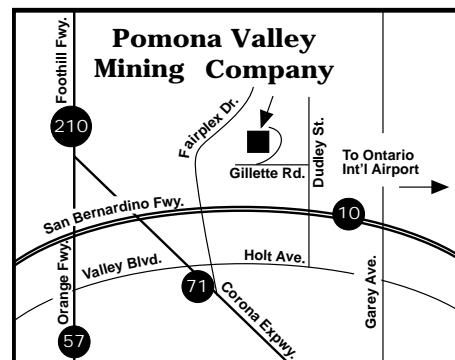 Pomona Valley
Mining Company
Foothill Fwy.
210
Fairplex Dr.
Dudley St.
Gillette Rd.
To Ontario
Int'l Airport
San Bernardino Fwy.
10
Orange Fwy.
Valley Blvd.
Holt Ave.
71
Corona Expwy.
Garey Ave.
57